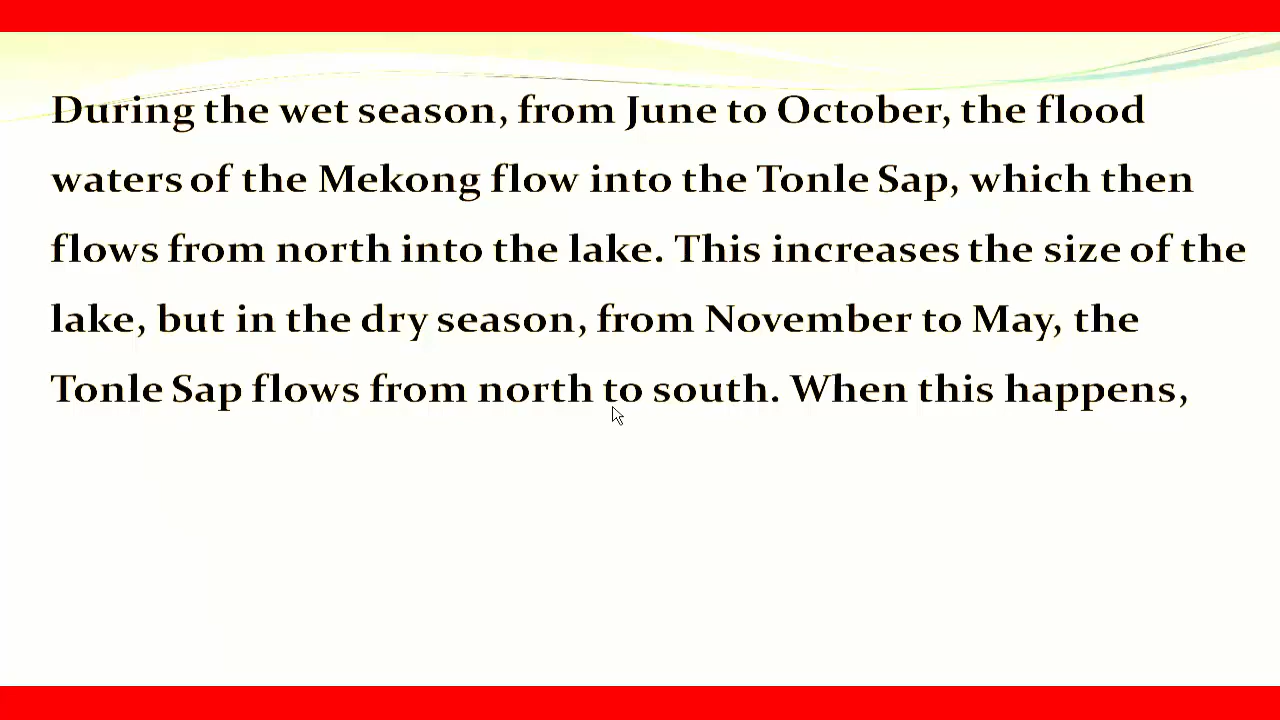 During the wet season, from June to October, the flood
waters of the Mekong flow into the Tonle Sap, which then
flows from north into the lake. This increases the size of the
lake, but in the dry season, from November to May, the
Tonle Sap flows from north to south. When this happens,